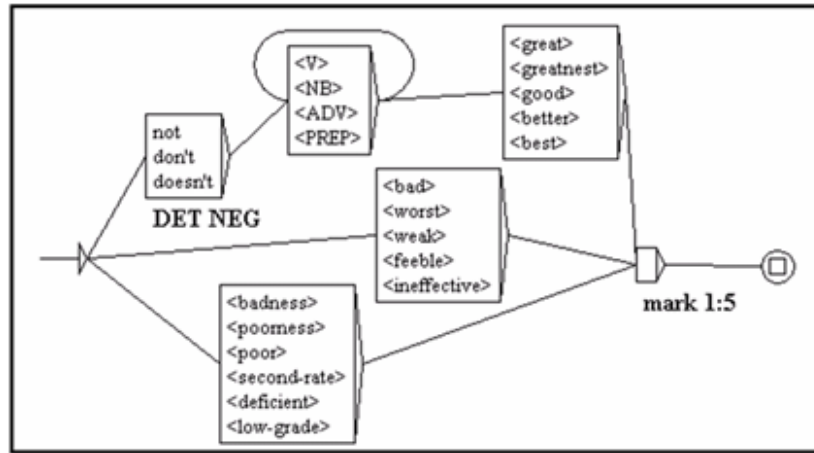 <V>
<NB>
<ADV>
<PREP>
<great>
<greatnest>
<good>
<better>
<best>
not
don't
doesn't
DET NEG
<bad>
<worst>
<weak>
<feeble>
<ineffective>
mark 1:5
<badness>
<poorness>
<poor>
<second-rate>
<deficient>
<low-grade>